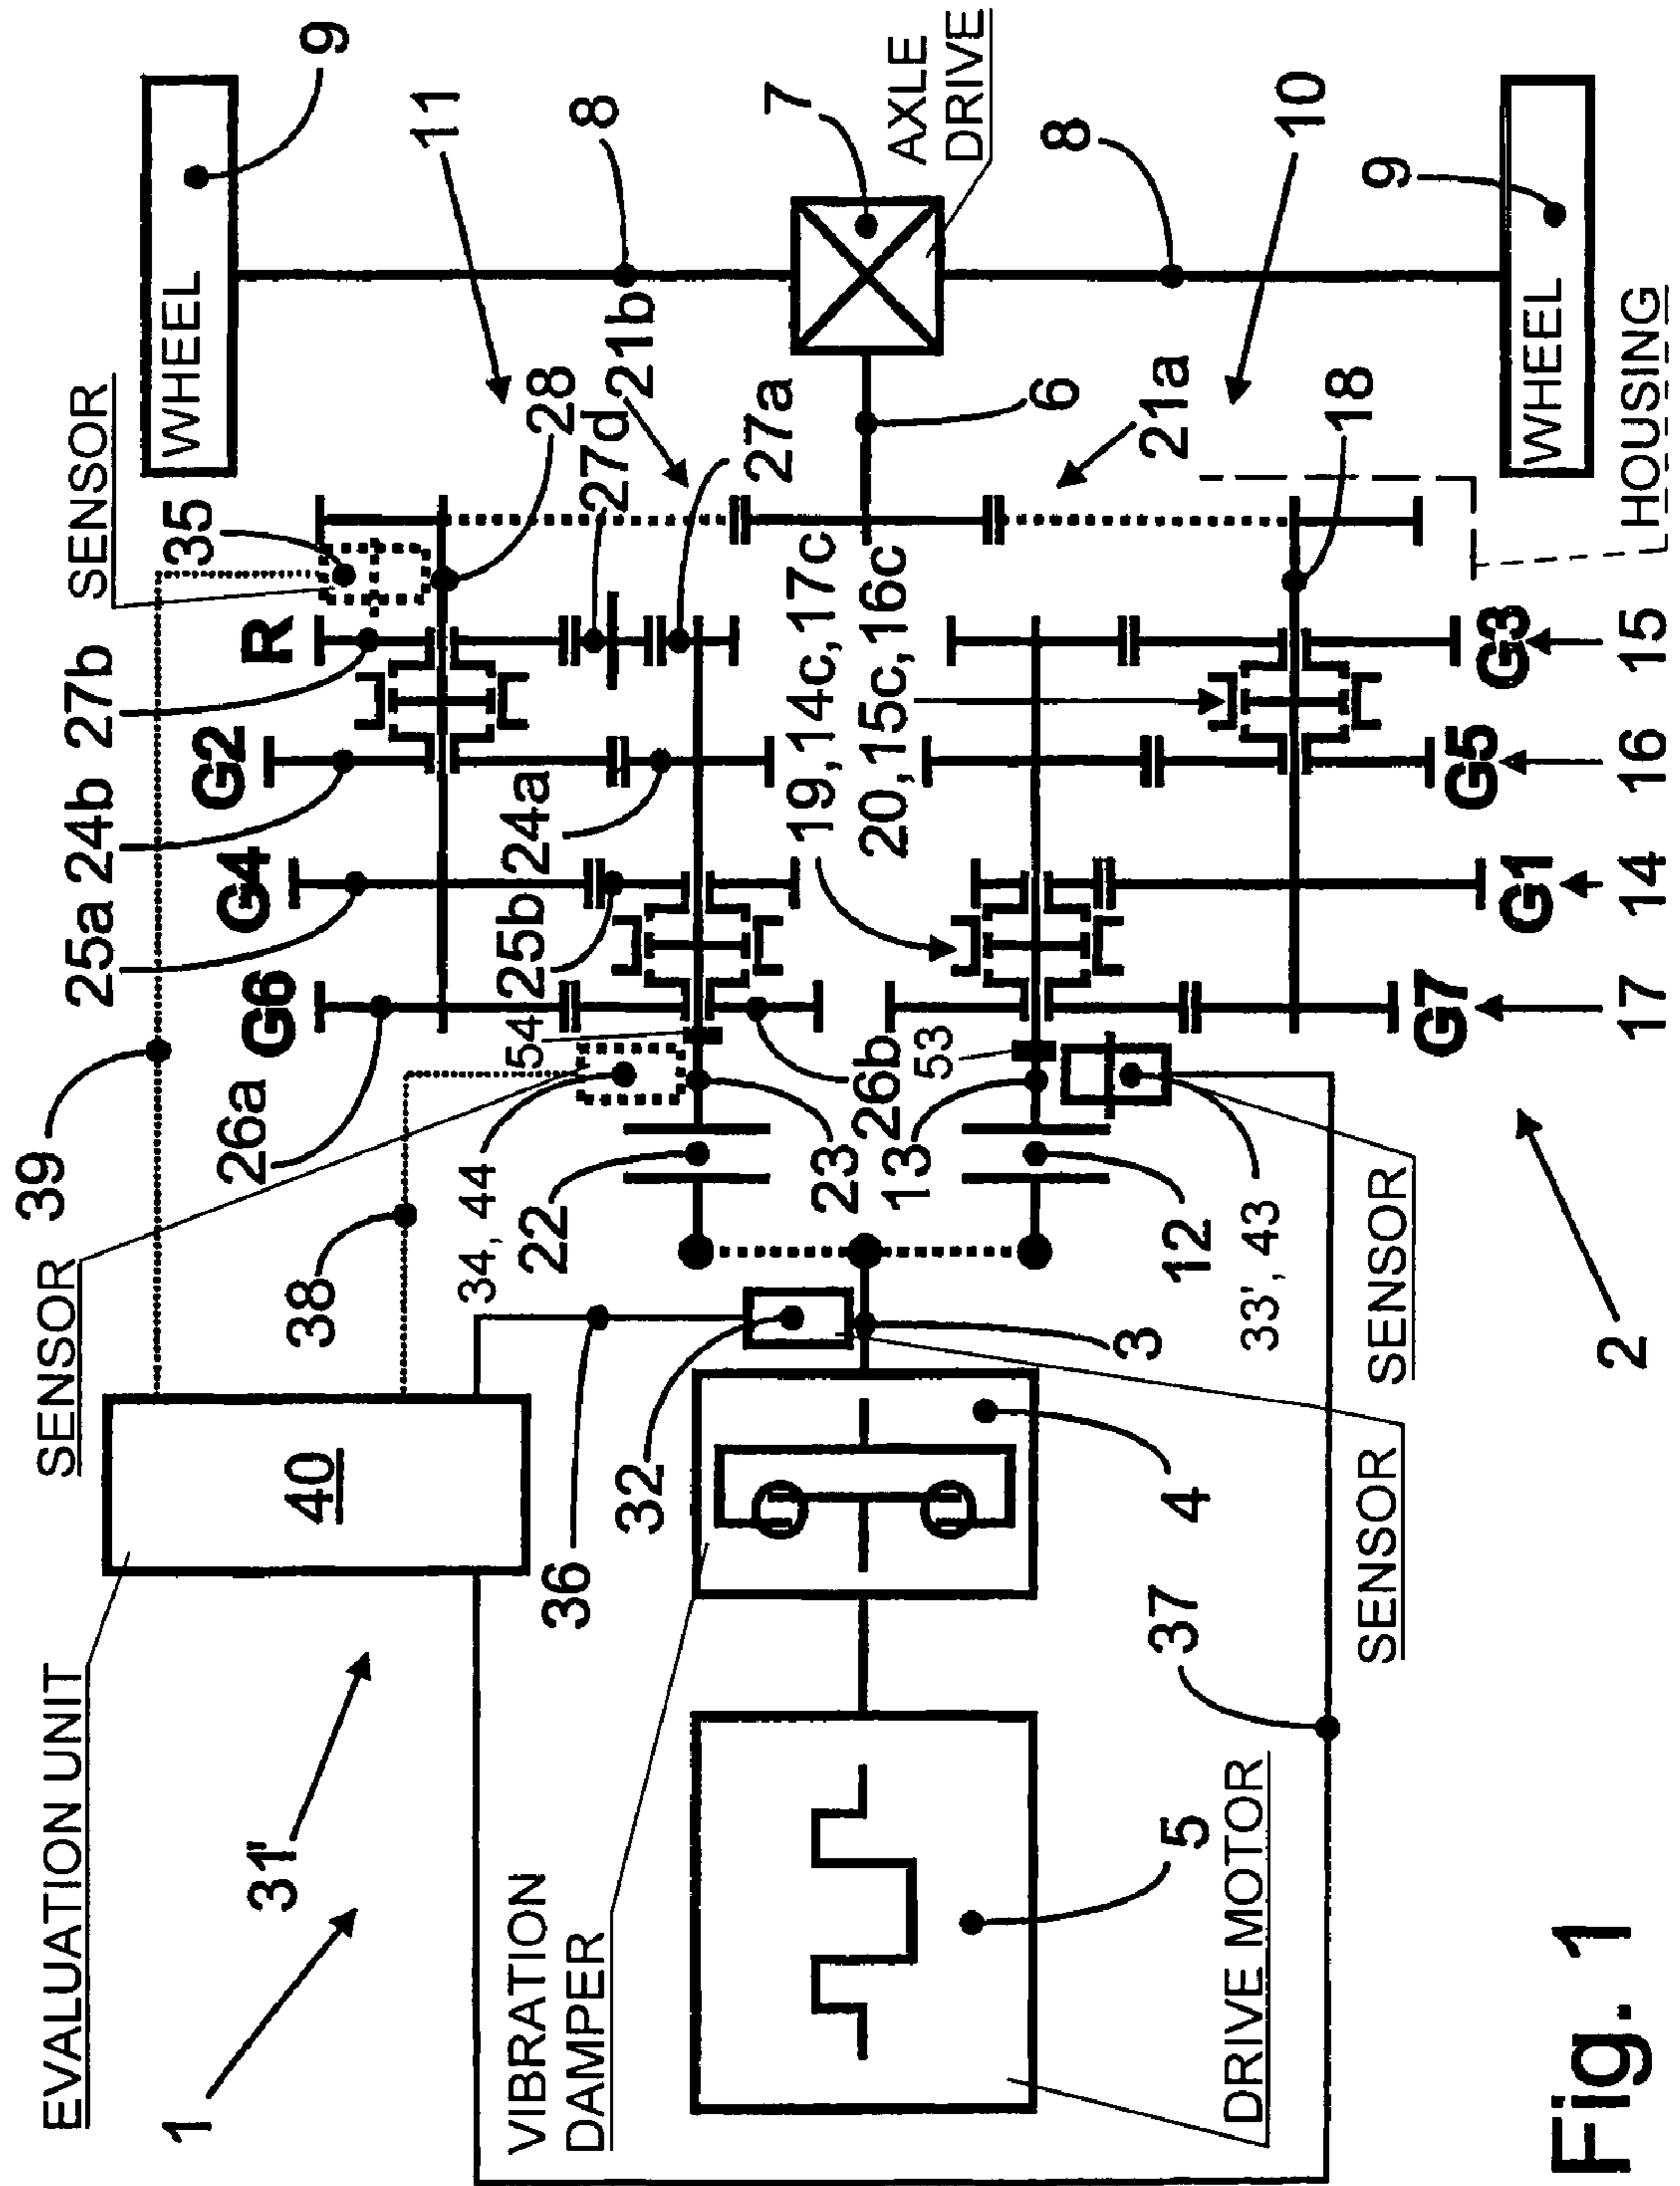 39
EVALUATION UNIT
SENSOR
25a 24b 27b
SENSOR
1
35
WHEEL
31'
26a
G6
G4
G2
R
40
38
9
11
34, 44
VIBRATION
DAMPER
36
22
54
25b
24a
28
8
32
27d
21b
27a
7
23
26b
19,14c,17c
20,15c,16c
13
53
AXLE
DRIVE
3
6
8
5
4
37
12
21a
DRIVE MOTOR
33', 43
10
18
9
SENSOR
SENSOR
G7
G1
G5
G3
WHEEL
Fig. 1
2
17
14
16
15
HOUSING